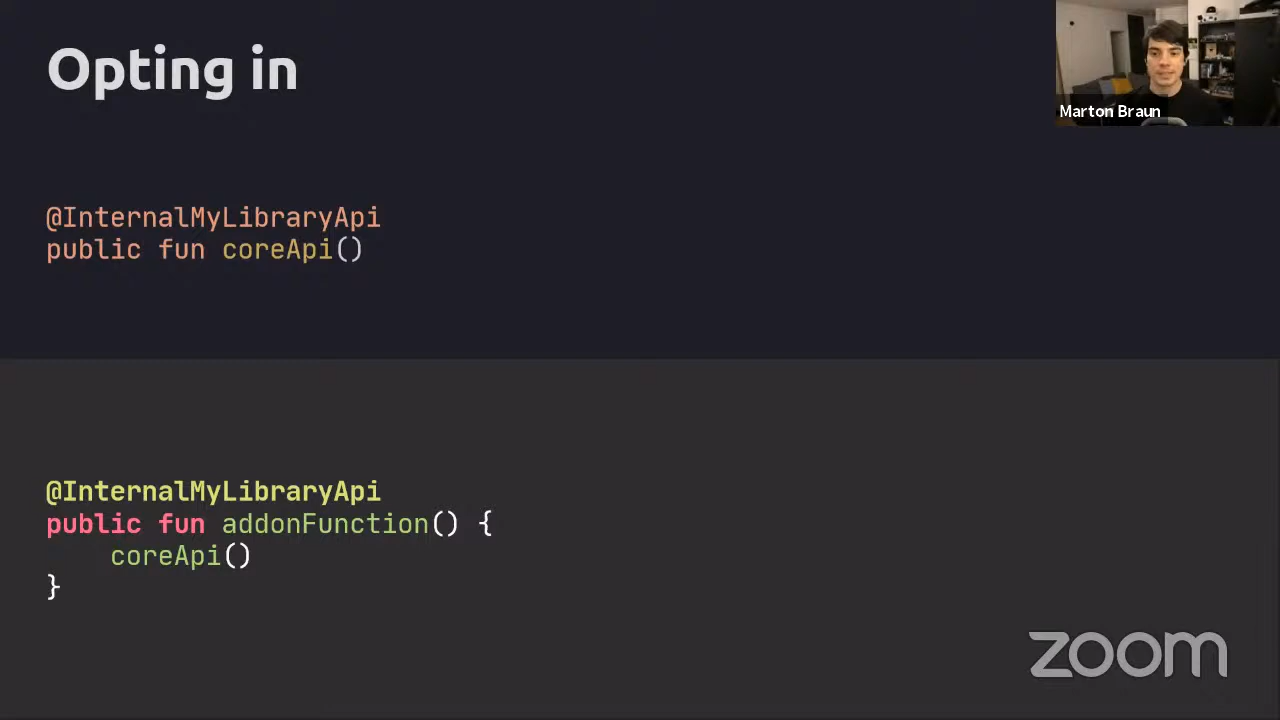 Opting in
Marton Braun
@InternalMyLibraryApi
public fun coreApi()
@InternalMyLibraryApi
public fun addonFunction() {
    coreApi()
}
zoom